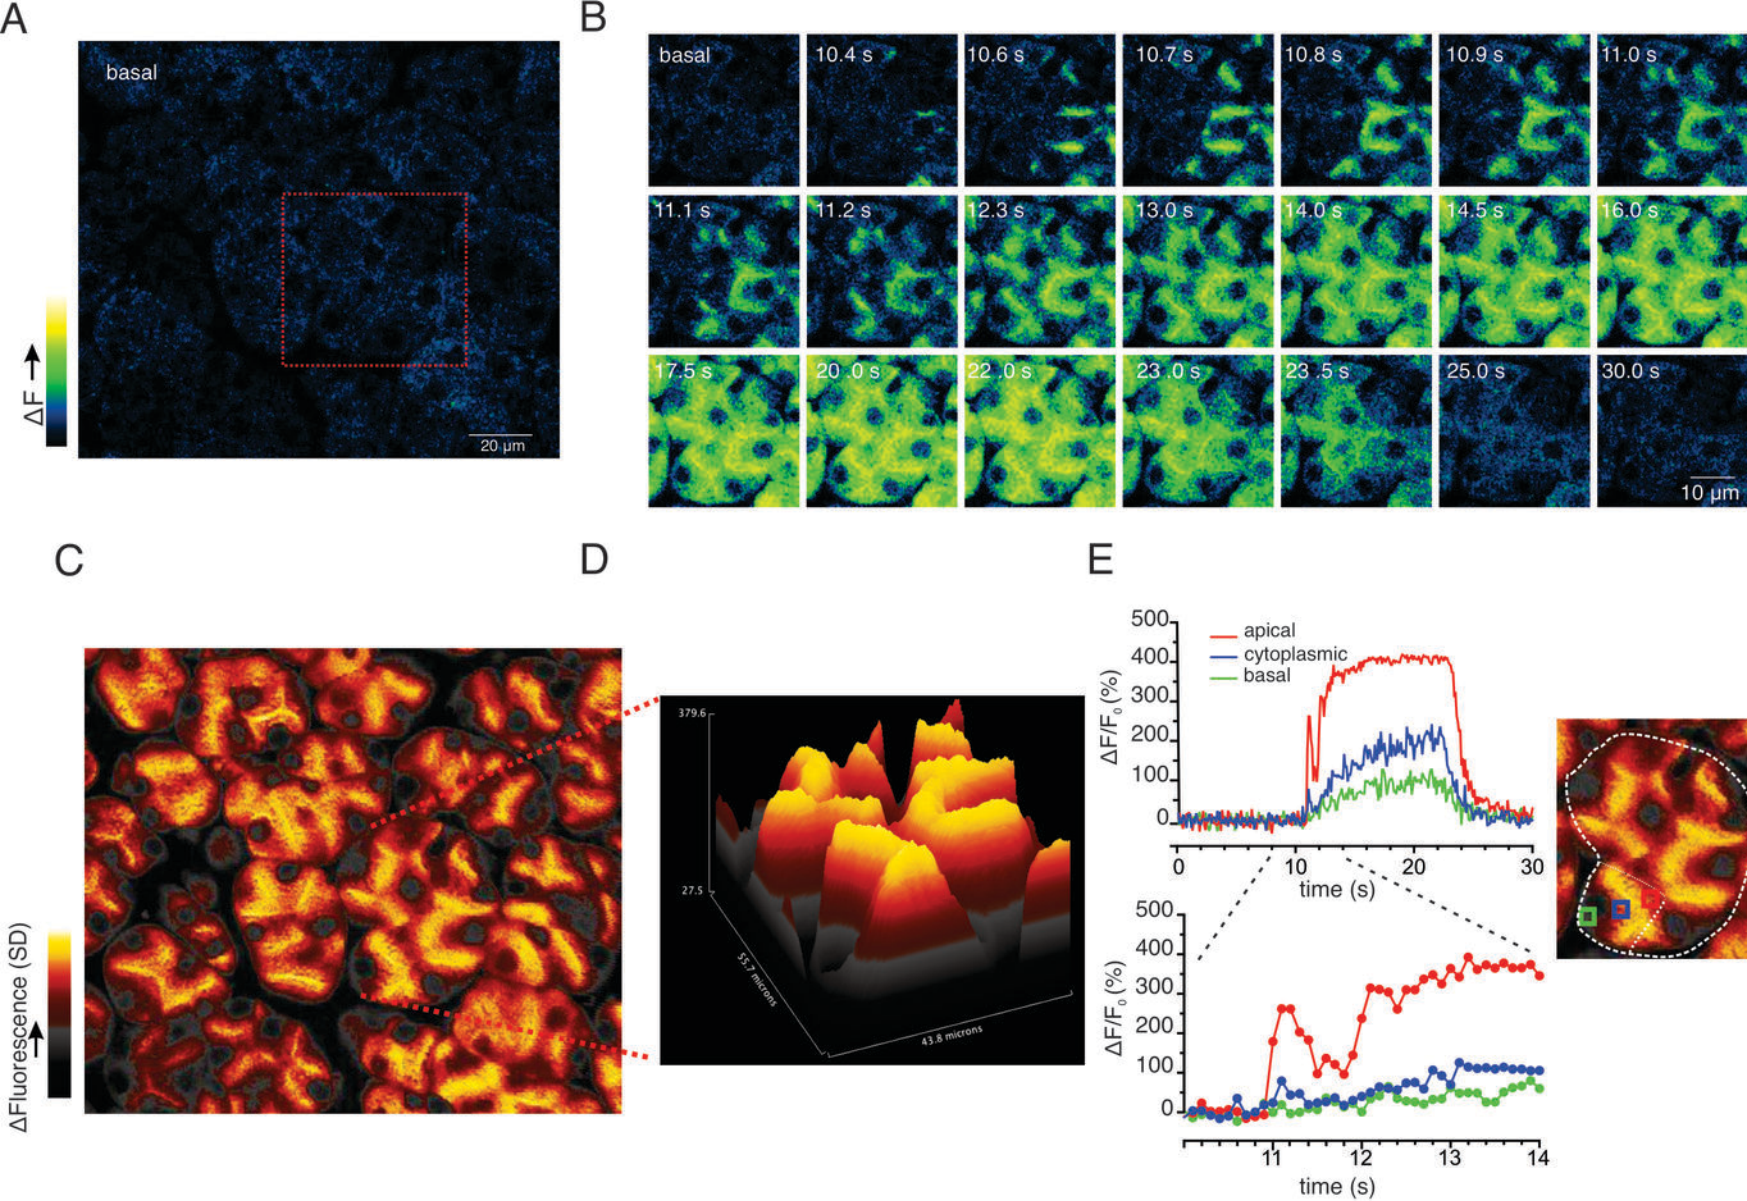 A
basal
ΔF
20 µm
B
basal
10.4 s
10.6 s
10.7 s
10.8 s
10.9 s
11.0 s
11.1 s
11.2 s
12.3 s
13.0 s
14.0 s
14.5 s
16.0 s
17.5 s
20 .0 s
22 .0 s
23 .0 s
23 .5 s
25.0 s
30.0 s
10 µm
C
ΔFluorescence (SD)
D
379.6
27.5
55.7 microns
43.8 microns
E
500
400
300
200
100
0
ΔF/F0 (%)
apical
cytoplasmic
basal
0
10
20
30
time (s)
500
400
300
200
100
0
ΔF/F0 (%)
11
12
13
14
time (s)